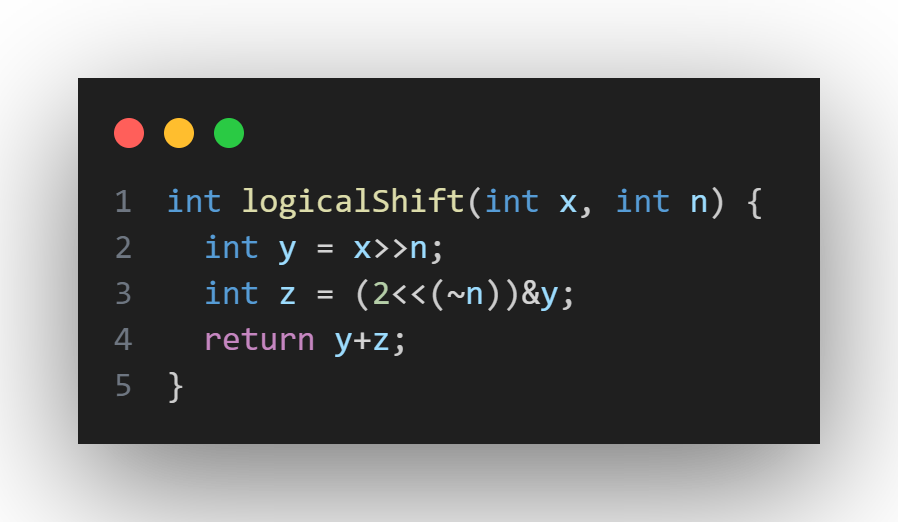 1 int logicalShift(int x, int n) {
2   int y = x>>n;
3   int z = (2<<(~n))&y;
4   return y+z;
5 }